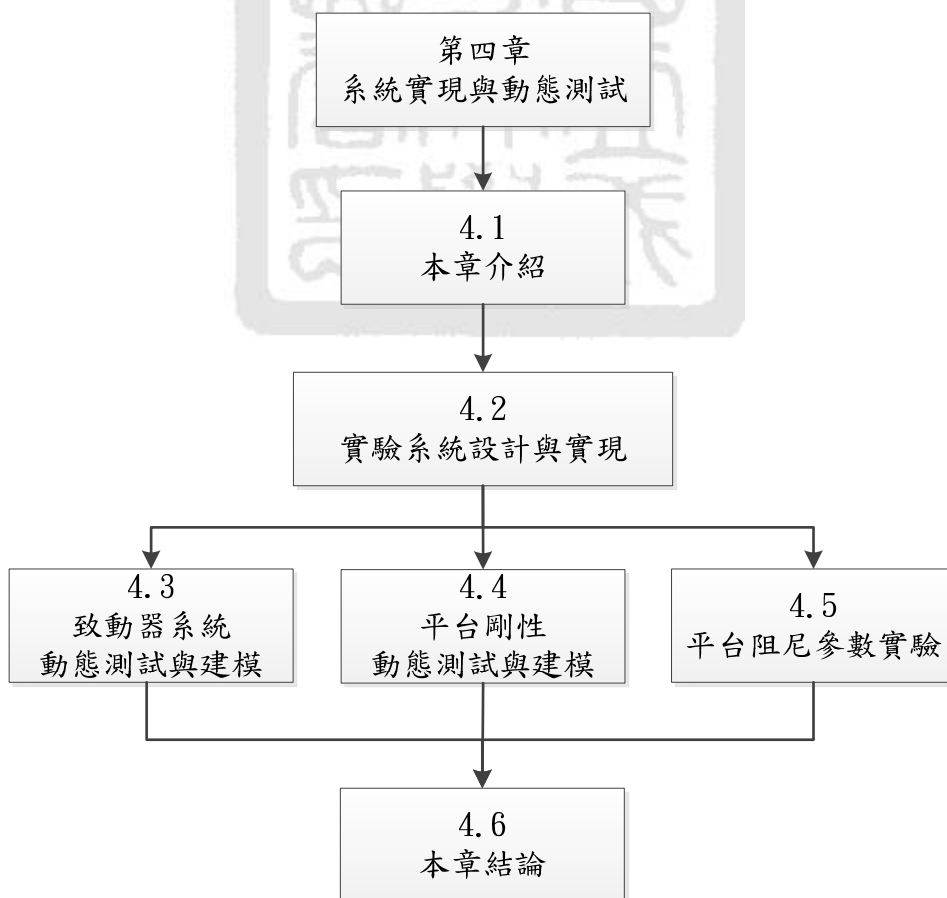 第四章
系統實現與動態測試
4.1
本章介紹
4.2
實驗系統設計與實現
4.3
致動器系統
動態測試與建模
4.4
平台剛性
動態測試與建模
4.5
平台阻尼參數實驗
4.6
本章結論